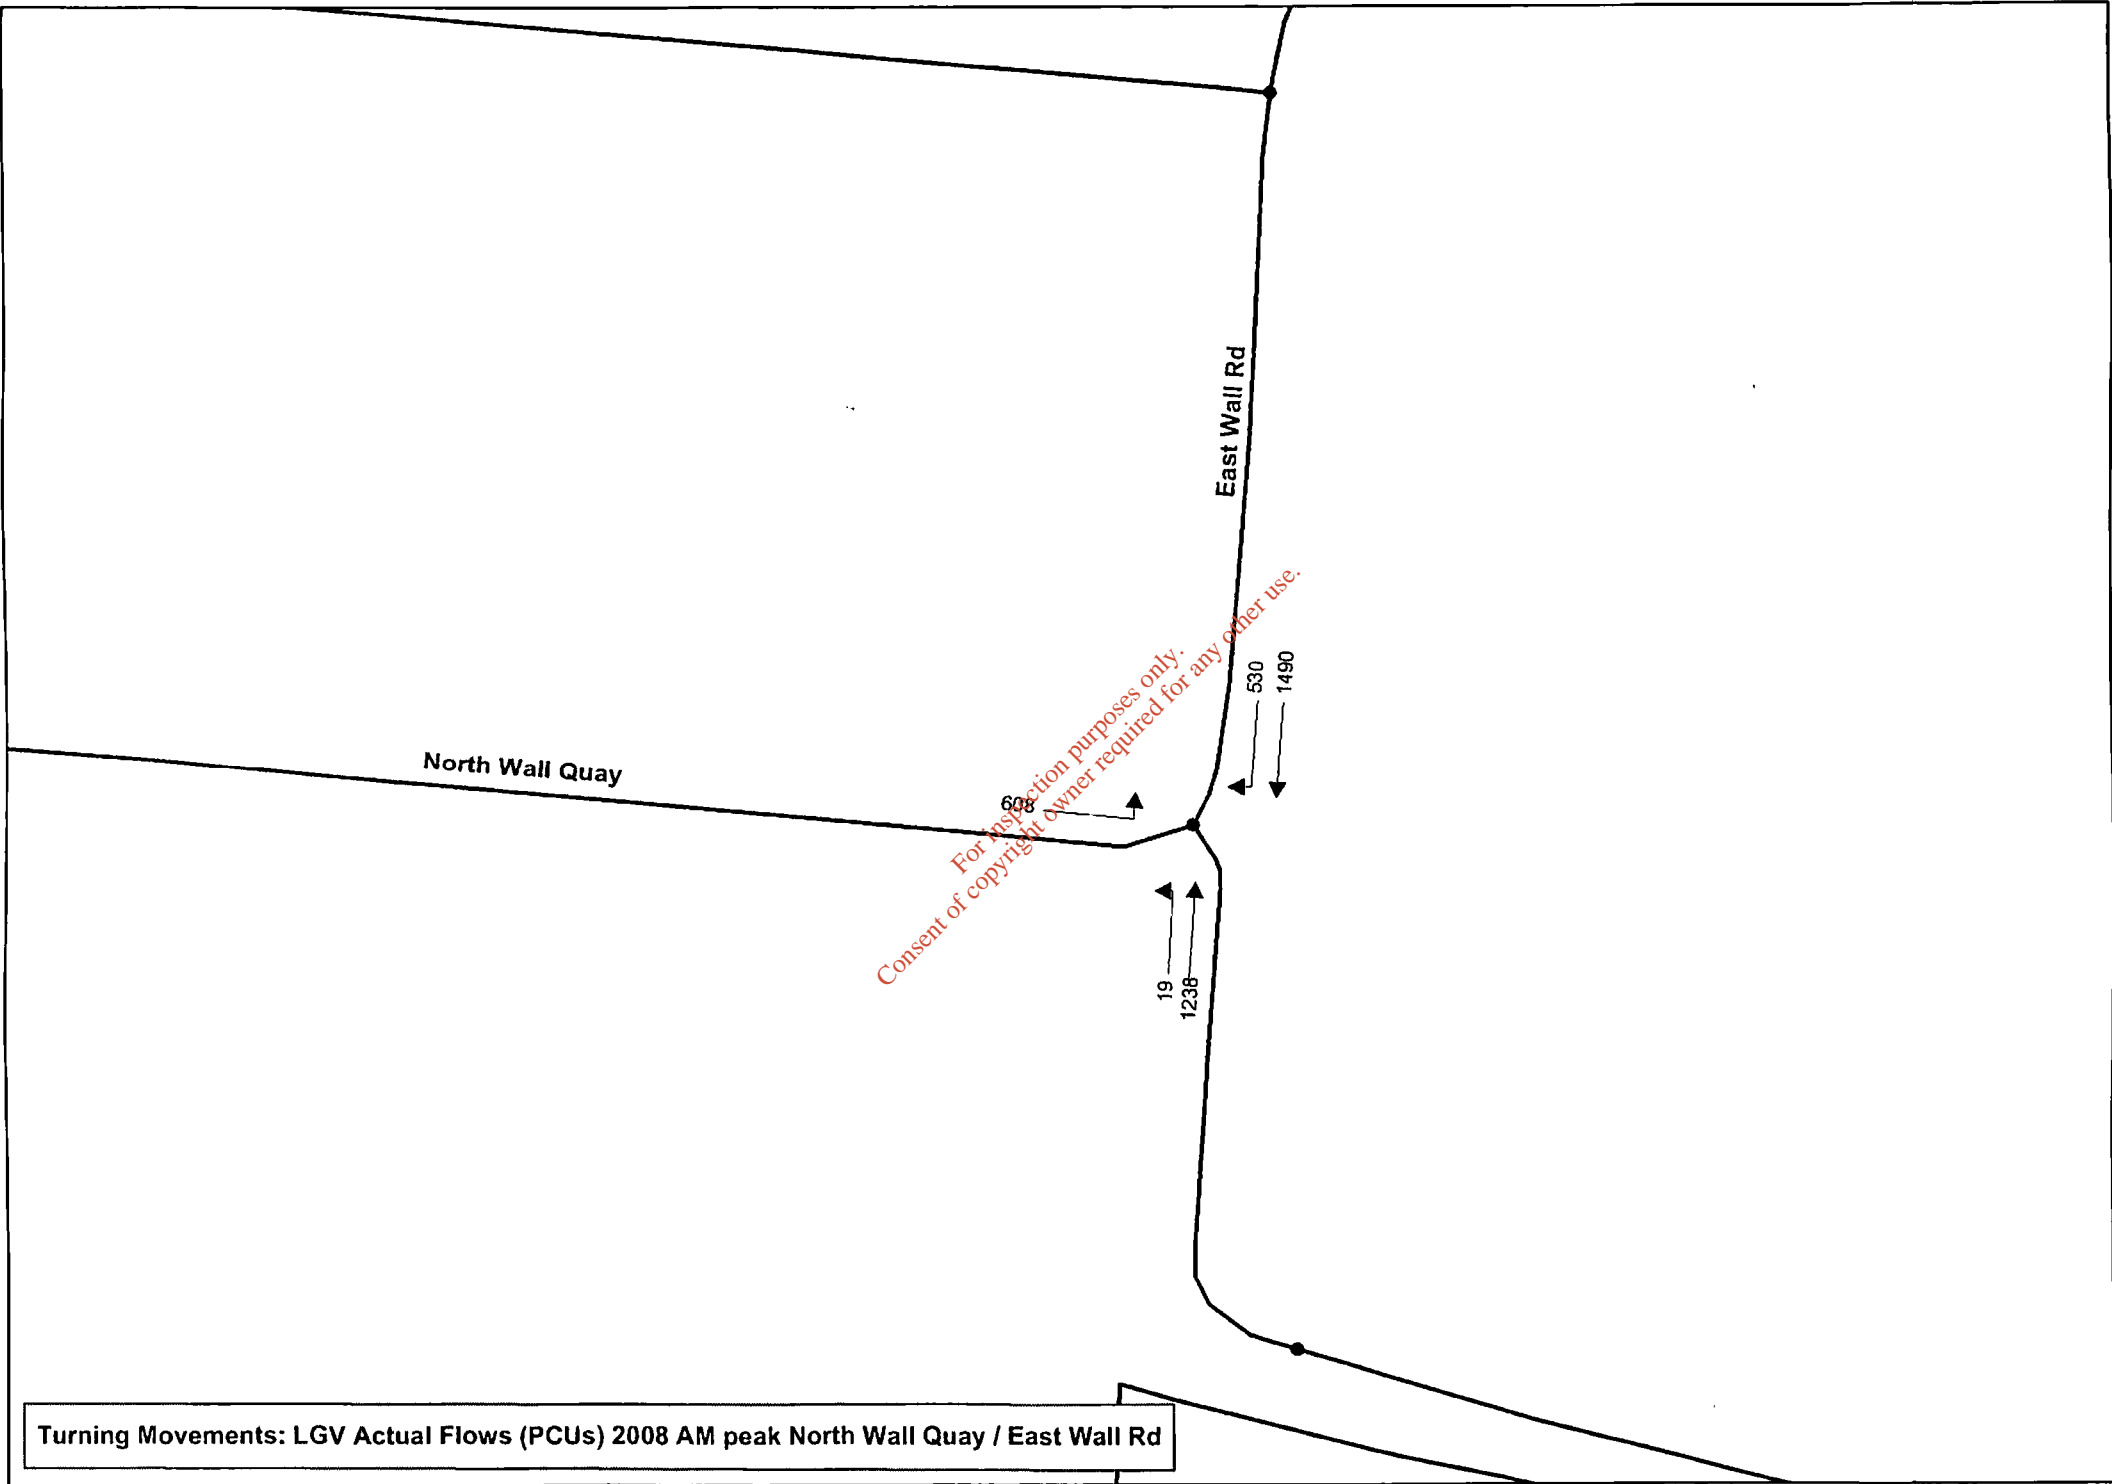 East Wall Rd
530
1490
North Wall Quay
For inspection purposes only.
Consent of copyright owner required for any other use.
19
1238
Turning Movements: LGV Actual Flows (PCUs) 2008 AM peak North Wall Quay / East Wall Rd